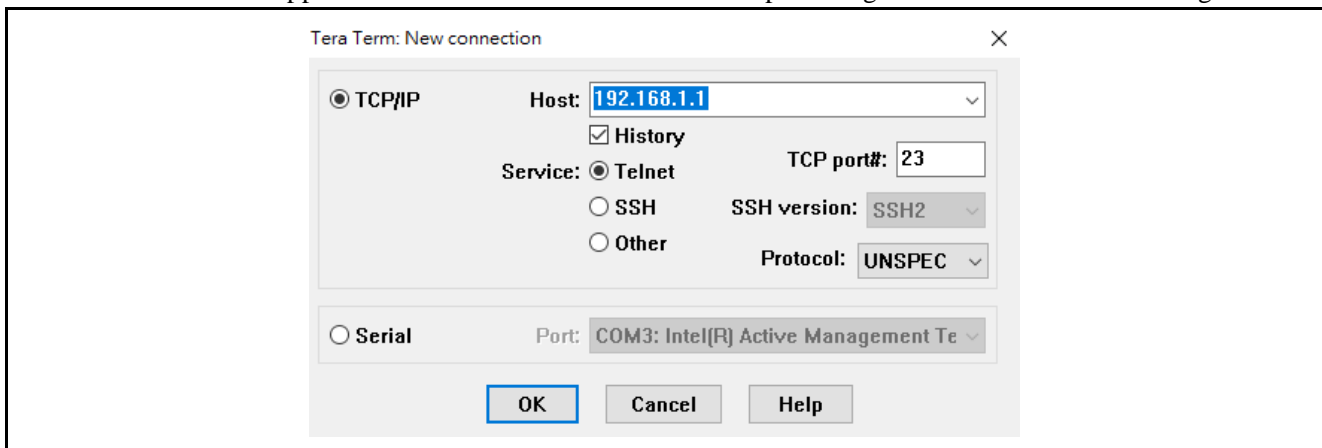 Tera Term: New connection
TCP/IP Host: 192.168.1.1
History
TCP port#: 23
Service: Telnet
SSH SSH version: SSH2
Other
Protocol: UNSPEC
Serial Port: COM3: Intel(R) Active Management Te
OK Cancel Help